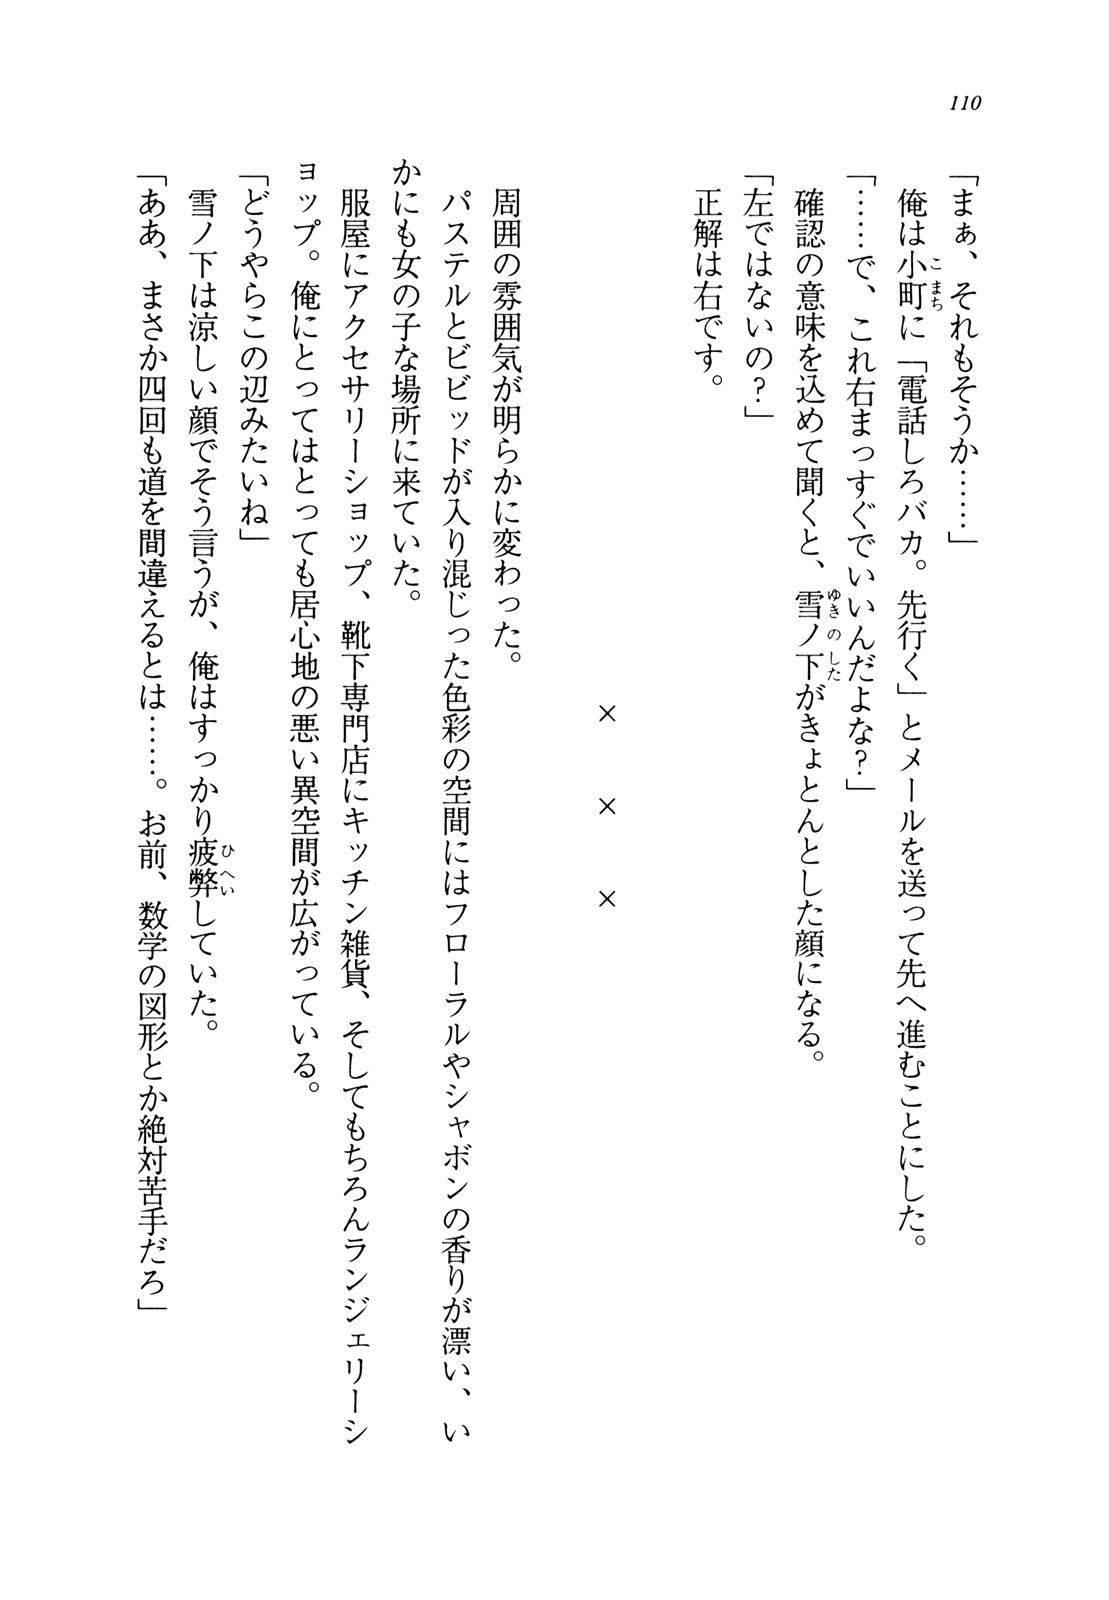 110
「まぁ、それもそうか……」
俺は小町に「電話しろバカ。先行く」とメールを送って先へ進むことにした。
こまち
「……で、これ右まっすぐでいいんだよな？」
確認の意味を込めて聞くと、雪ノ下がきょとんとした顔になる。
ゆきのした
「左ではないの？」
正解は右です。
× × ×
周囲の雰囲気が明らかに変わった。
パステルとビビッドが入り混じった色彩の空間にはフローラルやシャボンの香りが漂い、い
かにも女の子な場所に来ていた。
服屋にアクセサリーショップ、靴下専門店にキッチン雑貨、そしてもちろんランジェリーシ
ョップ。俺にとってはとっても居心地の悪い異空間が広がっている。
「どうやらこの辺みたいね」
雪ノ下は涼しい顔でそう言うが、俺はすっかり疲弊していた。
ひへい
「ああ、まさか四回も道を間違えるとは……。お前、数学の図形とか絶対苦手だろ」